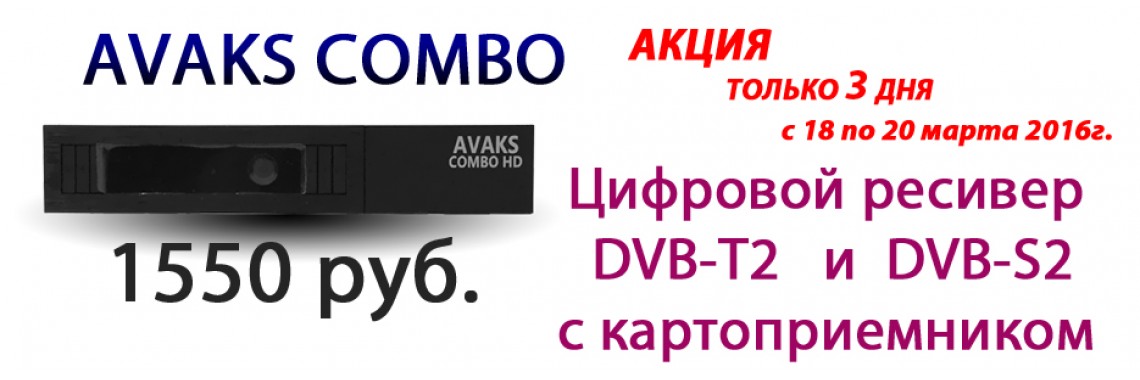 AVAKS COMBO
АКЦИЯ
только 3 дня
с 18 по 20 марта 2016г.
AVAKS
COMBO HD
1550 руб.
Цифровой ресивер
DVB-T2 и DVB-S2
с картоприемником